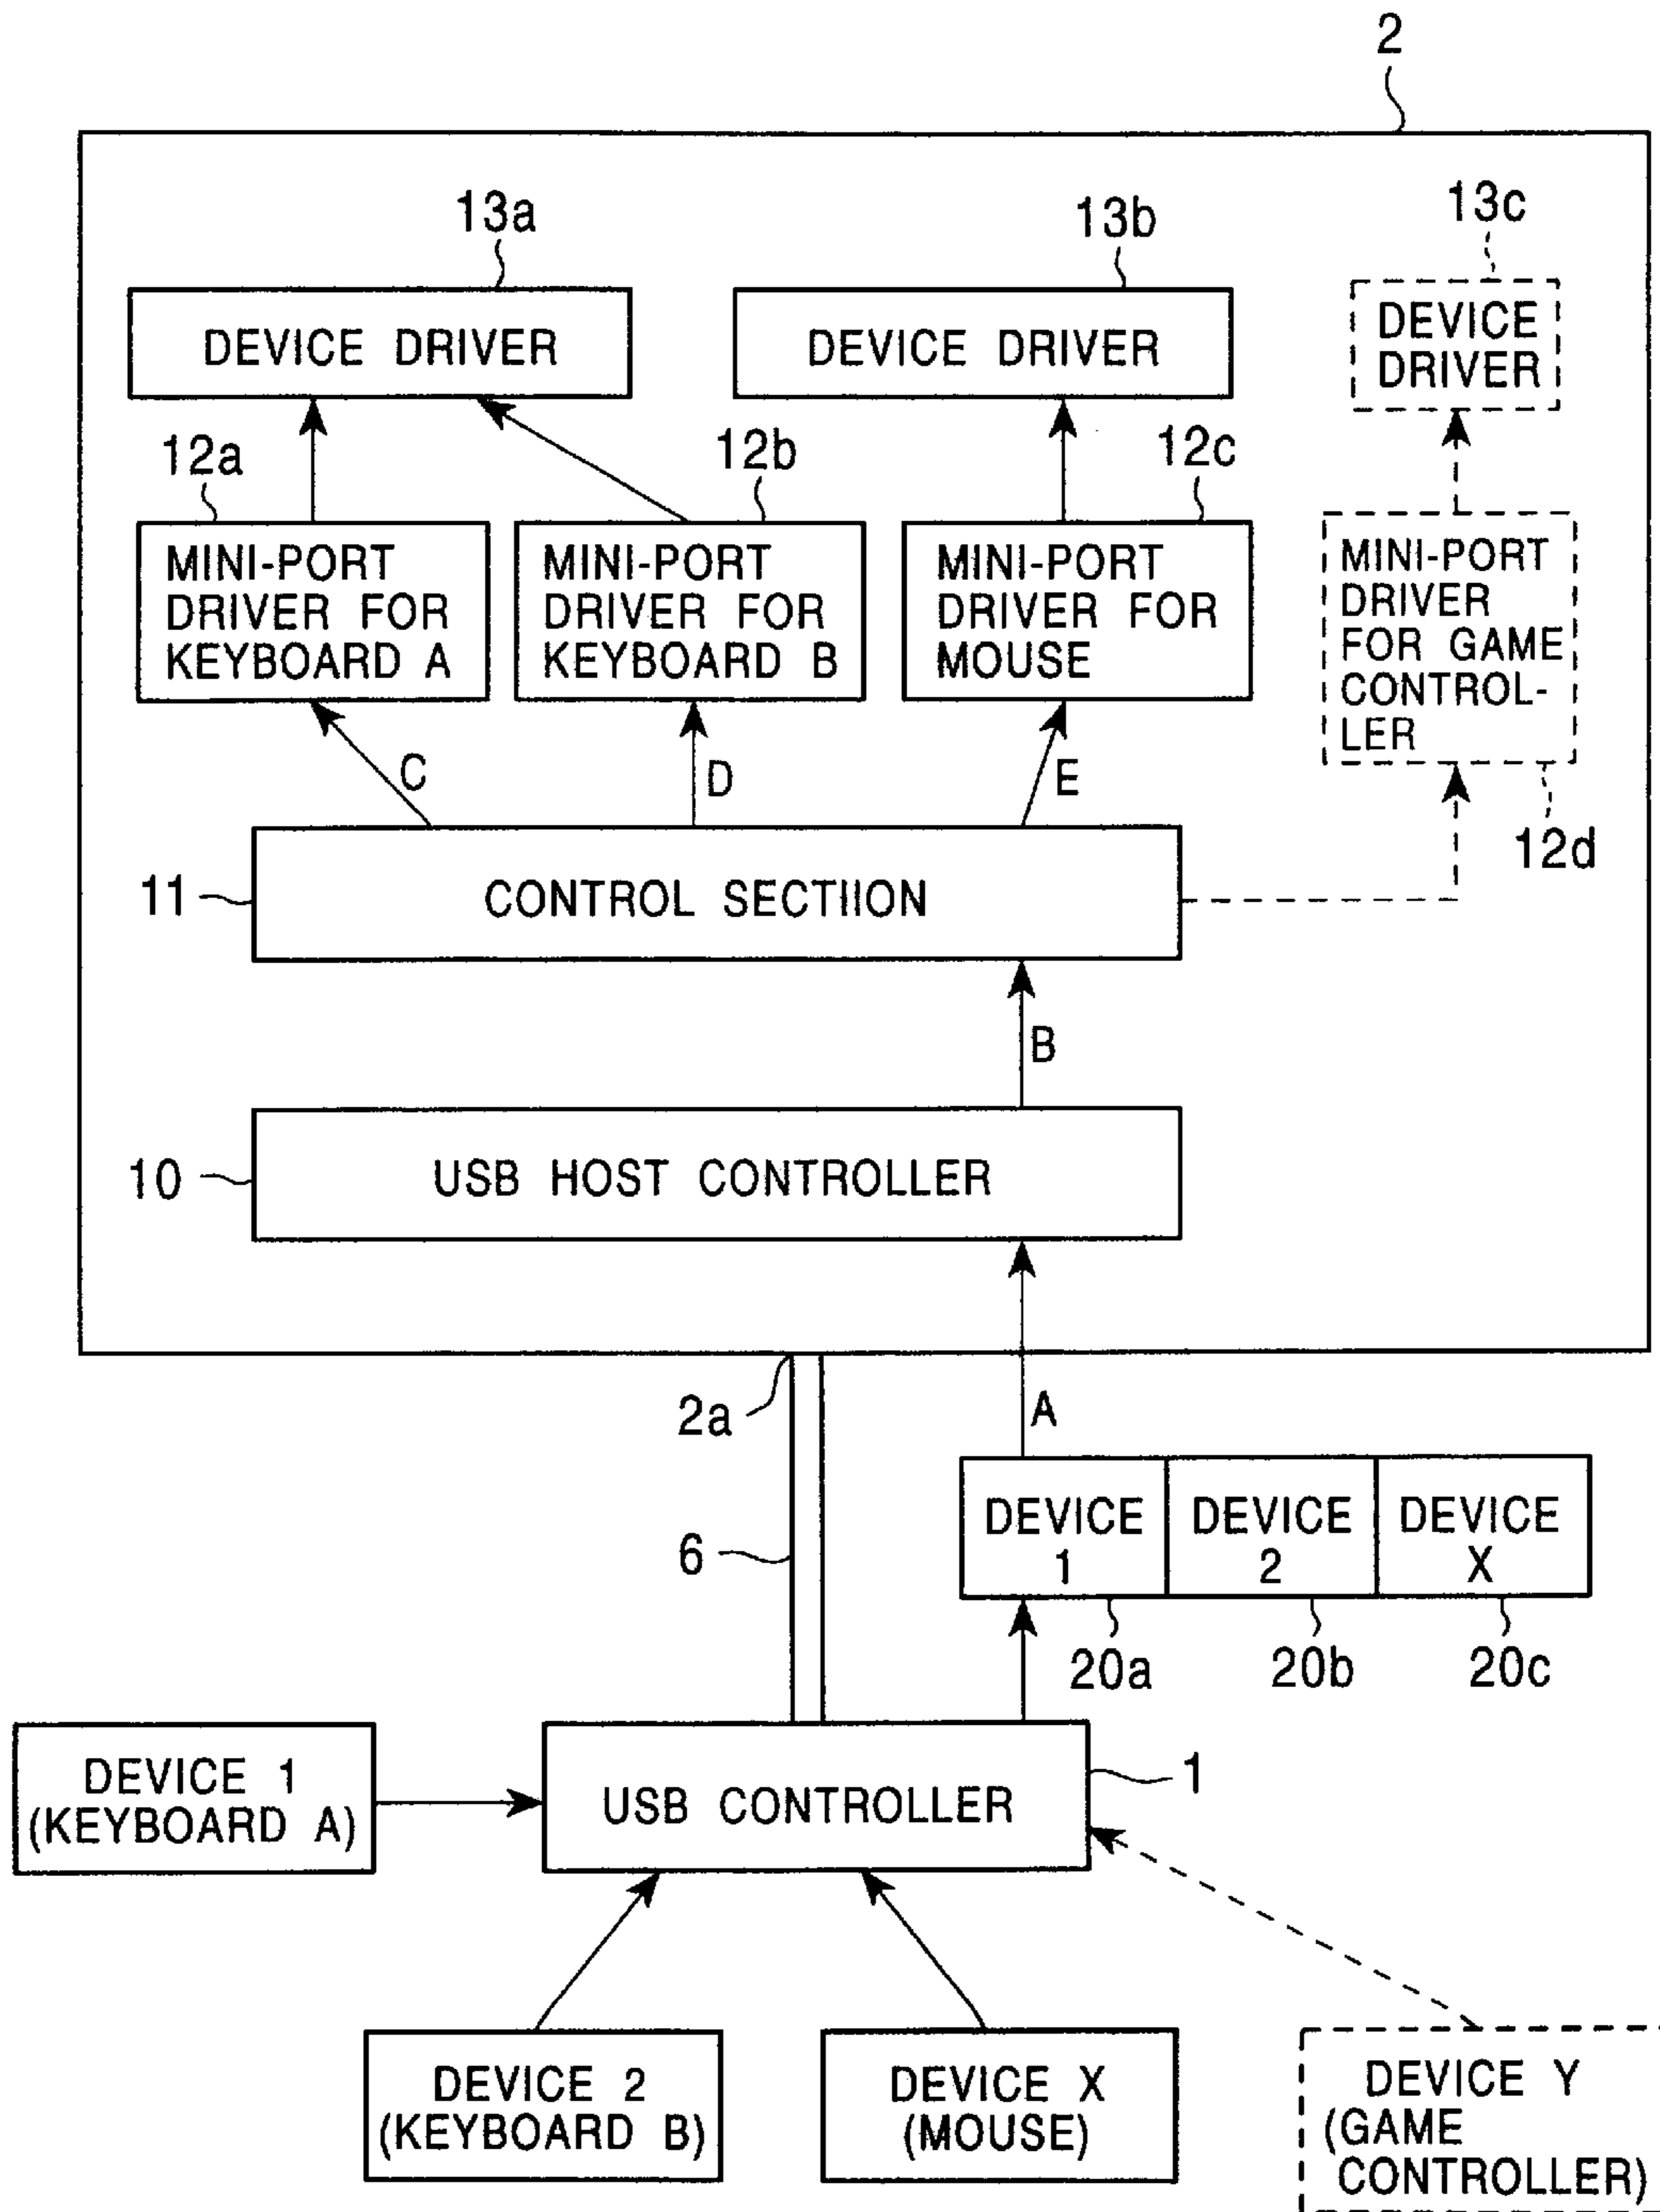 2
13a
13b
13c
DEVICE DRIVER
DEVICE DRIVER
DEVICE
DRIVER
12a
12b
12c
MINI-PORT
DRIVER FOR
KEYBOARD A
MINI-PORT
DRIVER FOR
KEYBOARD B
MINI-PORT
DRIVER FOR
MOUSE
MINI-PORT
DRIVER
FOR GAME
CONTROL-
LER
C
D
E
12d
11
CONTROL SECTIION
B
10
USB HOST CONTROLLER
2a
A
6
DEVICE
1
DEVICE
2
DEVICE
X
20a
20b
20c
DEVICE 1
(KEYBOARD A)
USB CONTROLLER
1
DEVICE 2
(KEYBOARD B)
DEVICE X
(MOUSE)
DEVICE Y
(GAME
CONTROLLER)